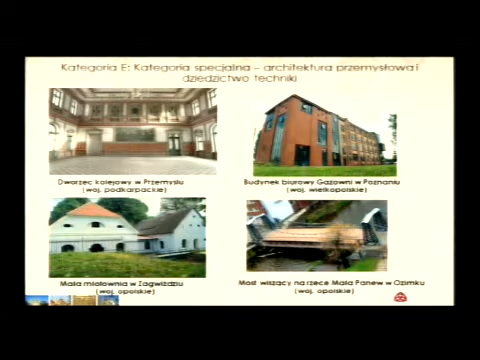 Kategoria E: Kategoria specjalna – architektura przemysłowa i
dziedzictwo techniki
Dworzec kolejowy w Przemyślu
(woj. podkarpackie)
Budynek biurowy Gazowni w Poznaniu
(woj. wielkopolskie)
Mała młotownia w Zagwiździu
(woj. opolskie)
Most wiszący na rzece Mała Panew w Ozimku
(woj. opolskie)